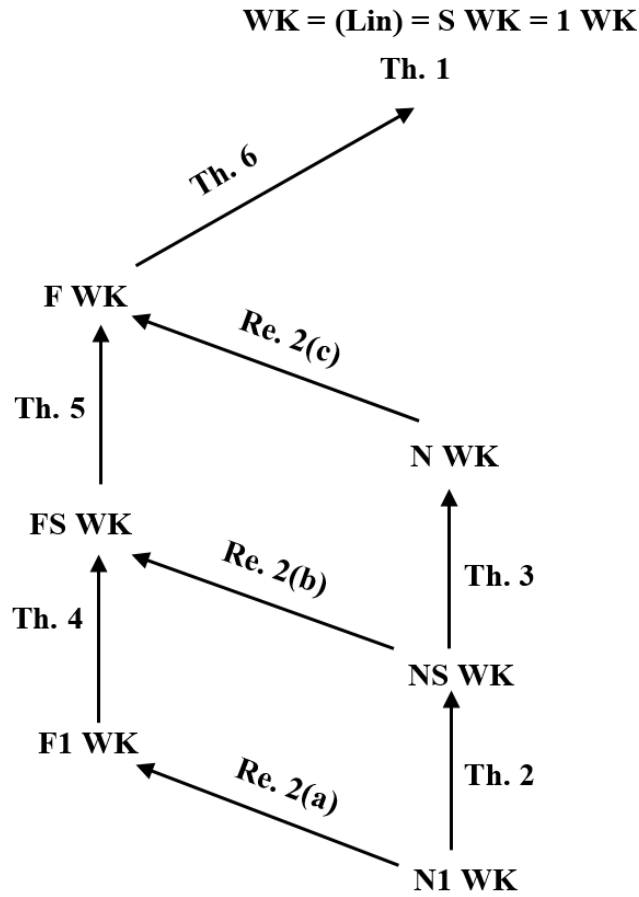 WK = (Lin) = S WK = 1 WK
Th. 1
Th. 6
F WK
Re. 2(c)
Th. 5
N WK
FS WK
Re. 2(b)
Th. 3
Th. 4
NS WK
F1 WK
Re. 2(a)
Th. 2
N1 WK